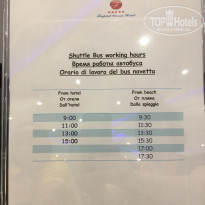 TOP HOTELS
Shuttle Bus working hours
Время работы автобуса
Orario di lavoro del bus navetta
From hotel From beach
От отеля От пляжа
Dall'hotel Dalla spiaggia
9:00 9:30
11:00 11:30
13:00 13:30
15:00 15:30
17:30